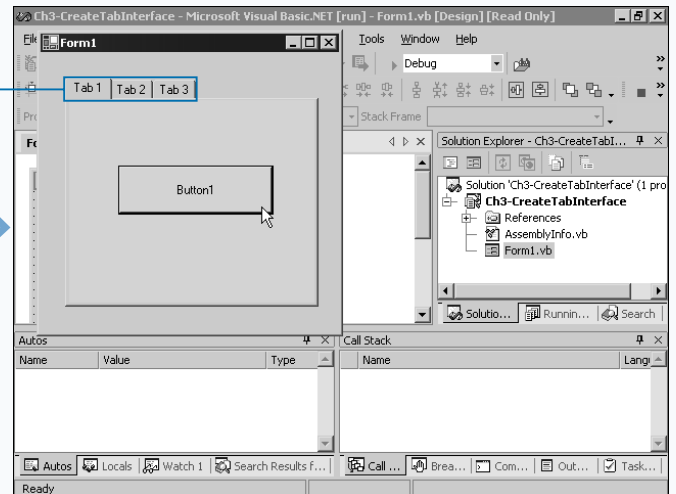 Ch3-CreateTabInterface - Microsoft Visual Basic.NET [run] - Form1.vb [Design] [Read Only]
Form1
Tools Window Help
Debug
Tab 1 Tab 2 Tab 3
Stack Frame
Solution Explorer - Ch3-CreateTabI...
Button1
Solution 'Ch3-CreateTabInterface' (1 pro
Ch3-CreateTabInterface
References
AssemblyInfo.vb
Form1.vb
Solutio... Runnin... Search
Autos
Call Stack
Name Value Type
Name Langu
Autos Locals Watch 1 Search Results f...
Call ... Brea... Com... Out... Task...
Ready